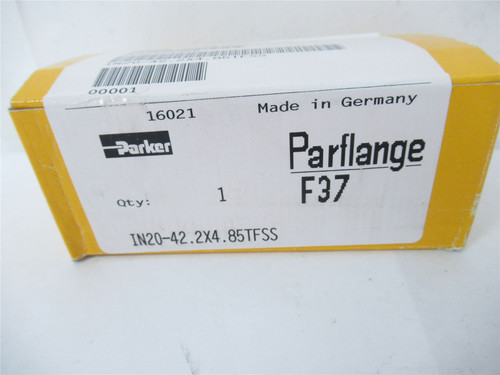 00001
16021 Made in Germany
Parker Parflange
Qty: 1 F37
IN20-42.2X4.85TFSS